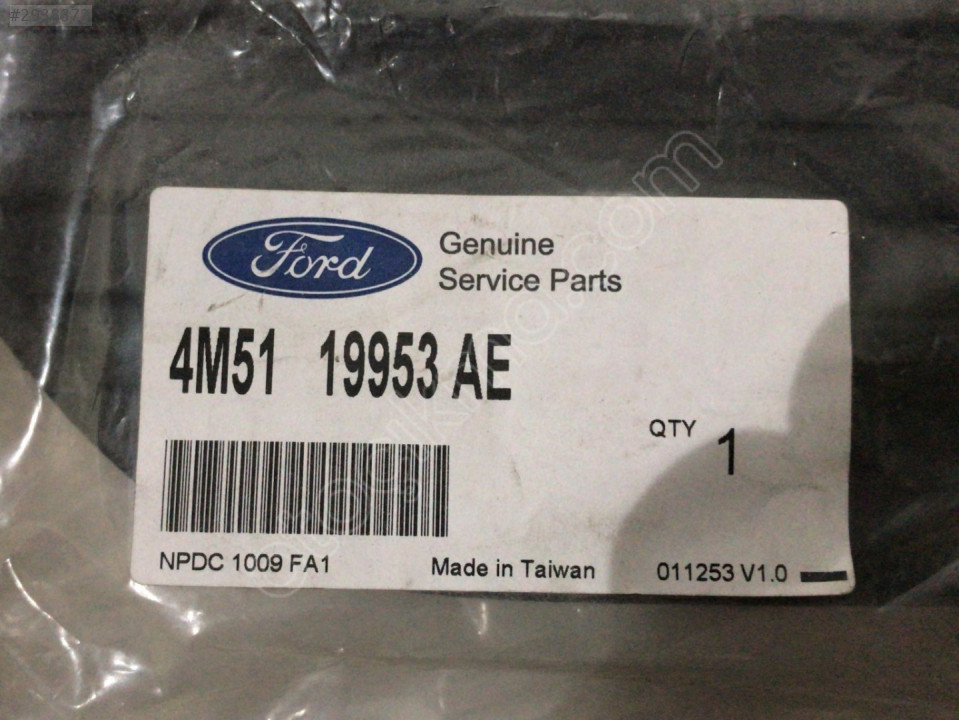 Ford
Genuine
Service Parts
4M51 19953 AE
QTY 1
NPDC 1009 FA1
Made in Taiwan
011253 V1.0